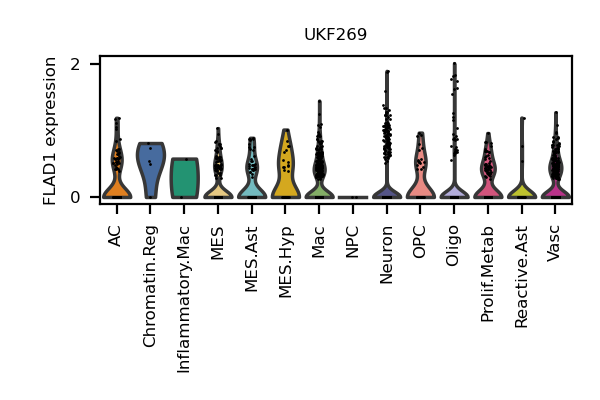 UKF269
FLAD1 expression
2
0
AC
Chromatin.Reg
Inflammatory.Mac
MES
MES.Ast
MES.Hyp
Mac
NPC
Neuron
OPC
Oligo
Prolif.Metab
Reactive.Ast
Vasc